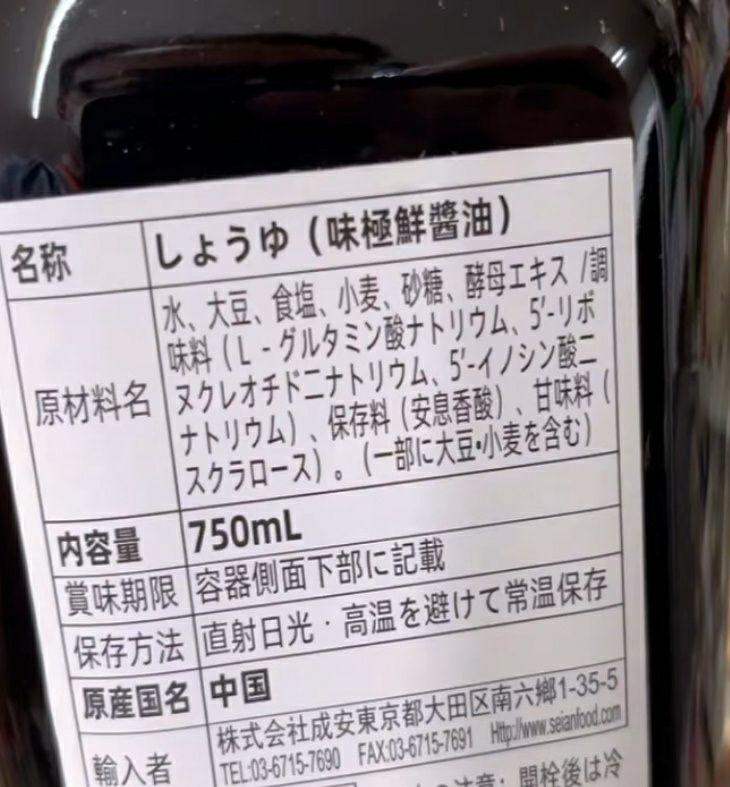 名称 しょうゆ（味極鮮醬油）
水、大豆、食塩、小麦、砂糖、酵母エキス /調
味料（L - グルタミン酸ナトリウム、5'-リボ
原材料名 ヌクレオチド二ナトリウム、5'-イノシン酸二
ナトリウム）、保存料（安息香酸）、甘味料（
スクラロース）。（一部に大豆•小麦を含む）
内容量 750mL
賞味期限 容器側面下部に記載
保存方法 直射日光・高温を避けて常温保存
原産国名 中国
輸入者 株式会社成安東京都大田区南六郷1-35-5
TEL:03-6715-7690 FAX:03-6715-7691 Http://www.seianfood.com
注意：開栓後は冷